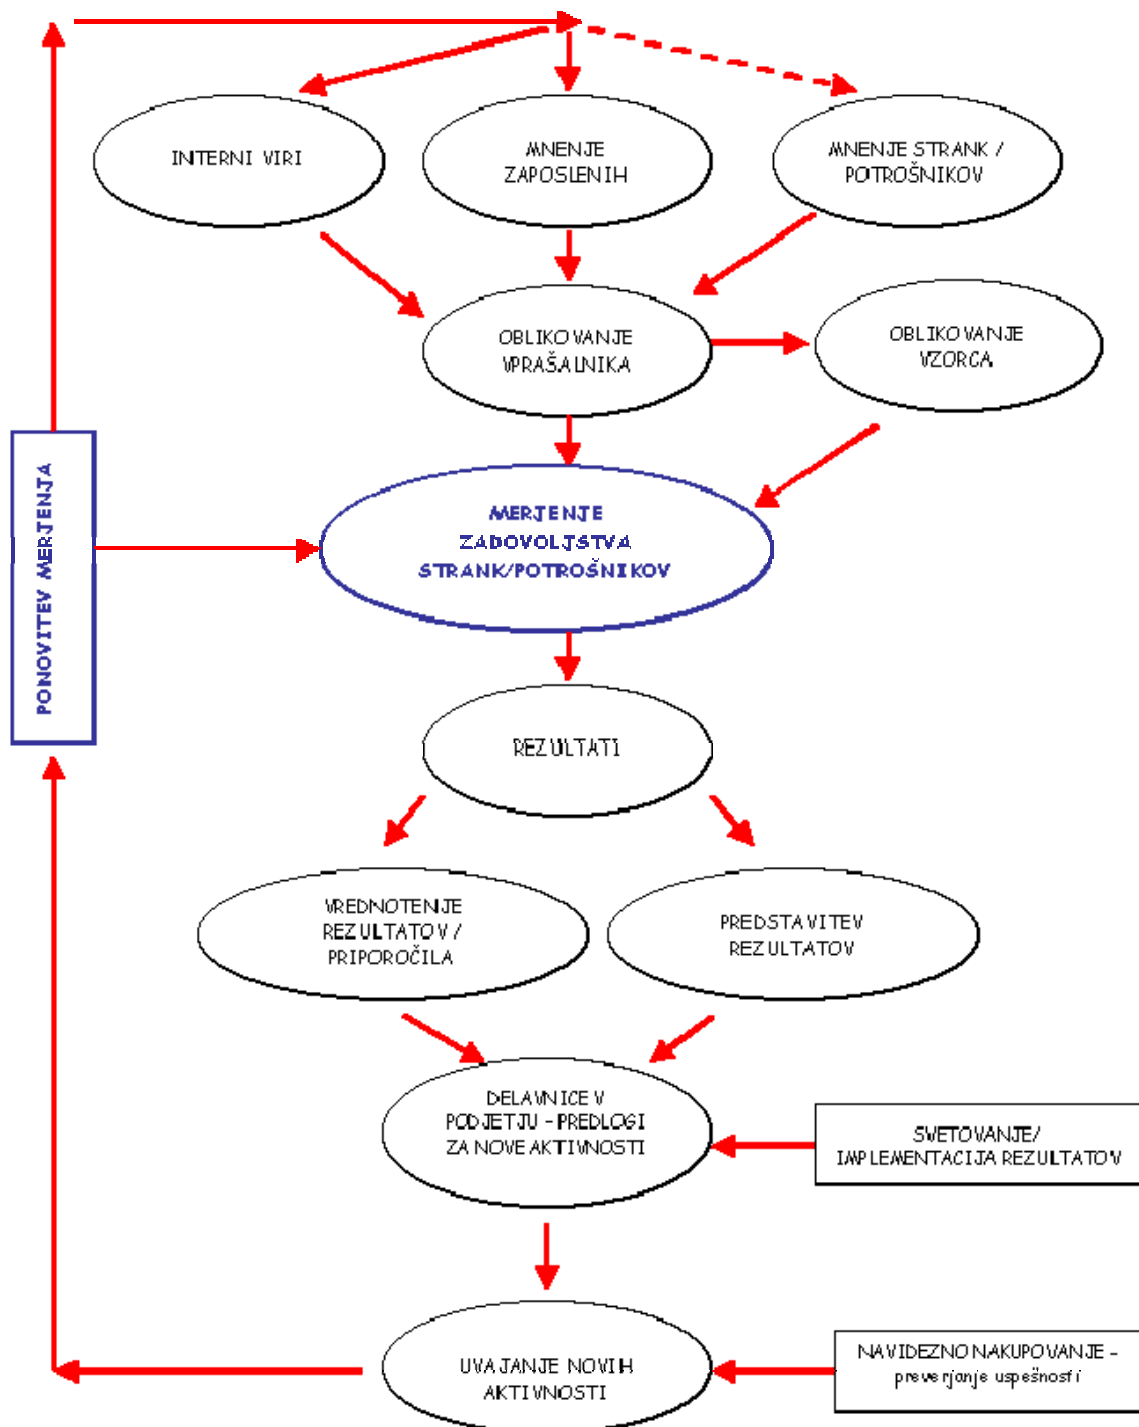 INTERNI VIRI
MNENJE
ZAPOSLENIH
MNENJE STRANK /
POTROŠNIKOV
OBLIKOVANJE
VPRAŠALNIKA
OBLIKOVANJE
VZORCA
PONOVITEV MERJENJA
MERJENJE
ZADOVOLJSTVA
STRANK/POTROŠNIKOV
REZULTATI
VREDNOTENJE
REZULTATOV /
PRIPOROČILA
PREDSTAVITEV
REZULTATOV
DELAVNICE V
PODJETJU - PREDLOGI
ZA NOVE AKTIVNOSTI
SVETOVANJE/
IMPLEMENTACIJA REZULTATOV
UVAJANJE NOVIH
AKTIVNOSTI
NAVIDEZNO NAKUPOVANJE -
preverjanje uspešnosti